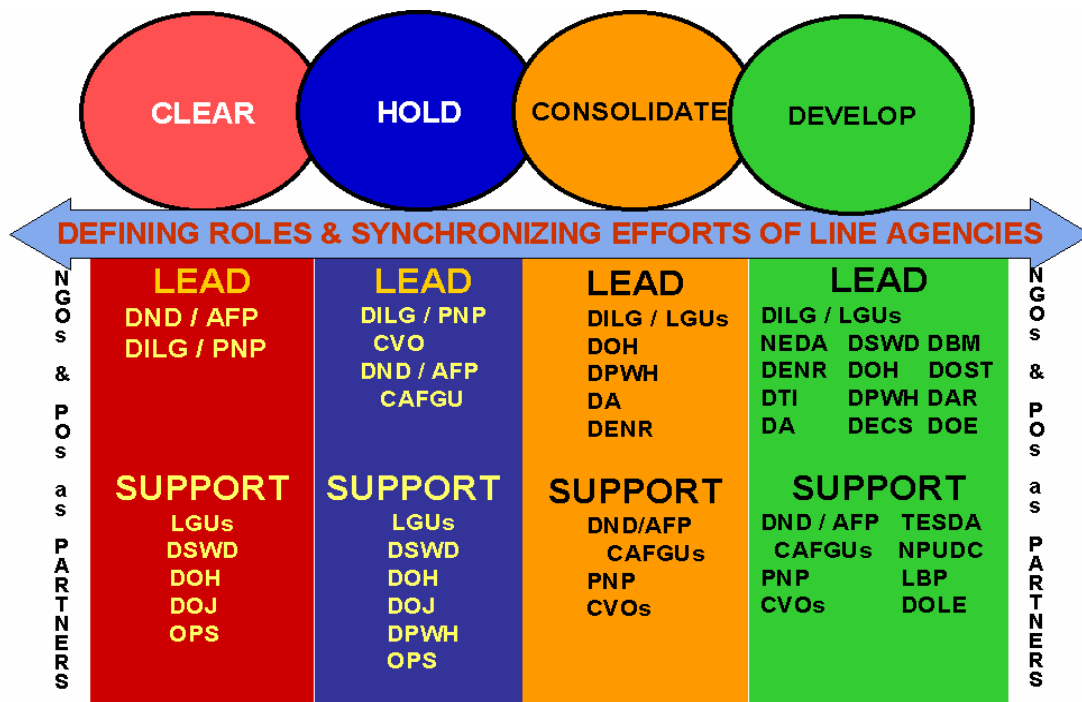 CLEAR
HOLD
CONSOLIDATE
DEVELOP
DEFINING ROLES & SYNCHRONIZING EFFORTS OF LINE AGENCIES
NGOs & POs as PARTNERS
LEAD
DND / AFP
DILG / PNP
SUPPORT
LGUs
DSWD
DOH
DOJ
OPS
LEAD
DILG / PNP
CVO
DND / AFP
CAFGU
SUPPORT
LGUs
DSWD
DOH
DOJ
DPWH
OPS
LEAD
DILG / LGUs
DOH
DPWH
DA
DENR
SUPPORT
DND/AFP
CAFGUs
PNP
CVOs
LEAD
DILG / LGUs
NEDA DSWD DBM
DENR DOH DOST
DTI DPWH DAR
DA DECS DOE
SUPPORT
DND / AFP TESDA
CAFGUs NPUDC
PNP LBP
CVOs DOLE
NGOs & POs as PARTNERS